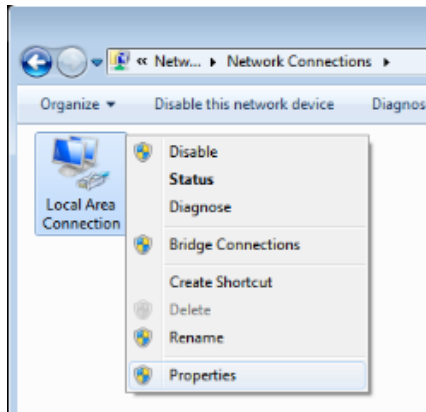 « Netw... ▸ Network Connections ▸
Organize ▾ Disable this network device Diagnos
Local Area
Connection
Disable
Status
Diagnose
Bridge Connections
Create Shortcut
Delete
Rename
Properties